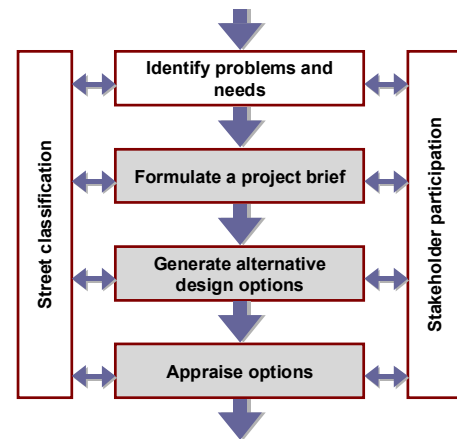 Identify problems and
needs
Street classification
Stakeholder participation
Formulate a project brief
Generate alternative
design options
Appraise options